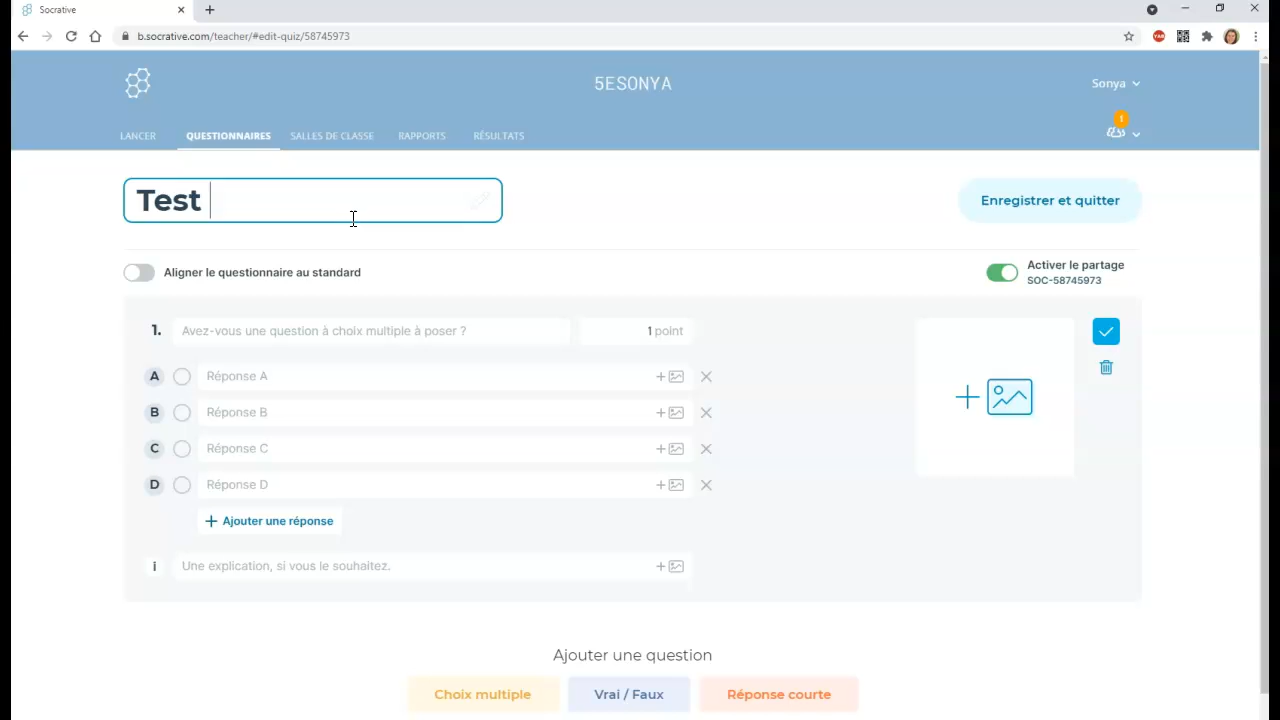 Socrative
b.socrative.com/teacher/#edit-quiz/58745973
5ESONYA
Sonya
1
LANCER QUESTIONNAIRES SALLES DE CLASSE RAPPORTS RÉSULTATS
Test
Enregistrer et quitter
Aligner le questionnaire au standard
Activer le partage
SOC-58745973
1. Avez-vous une question à choix multiple à poser ? 1 point
A Réponse A
B Réponse B
C Réponse C
D Réponse D
+ Ajouter une réponse
i Une explication, si vous le souhaitez.
Ajouter une question
Choix multiple Vrai / Faux Réponse courte